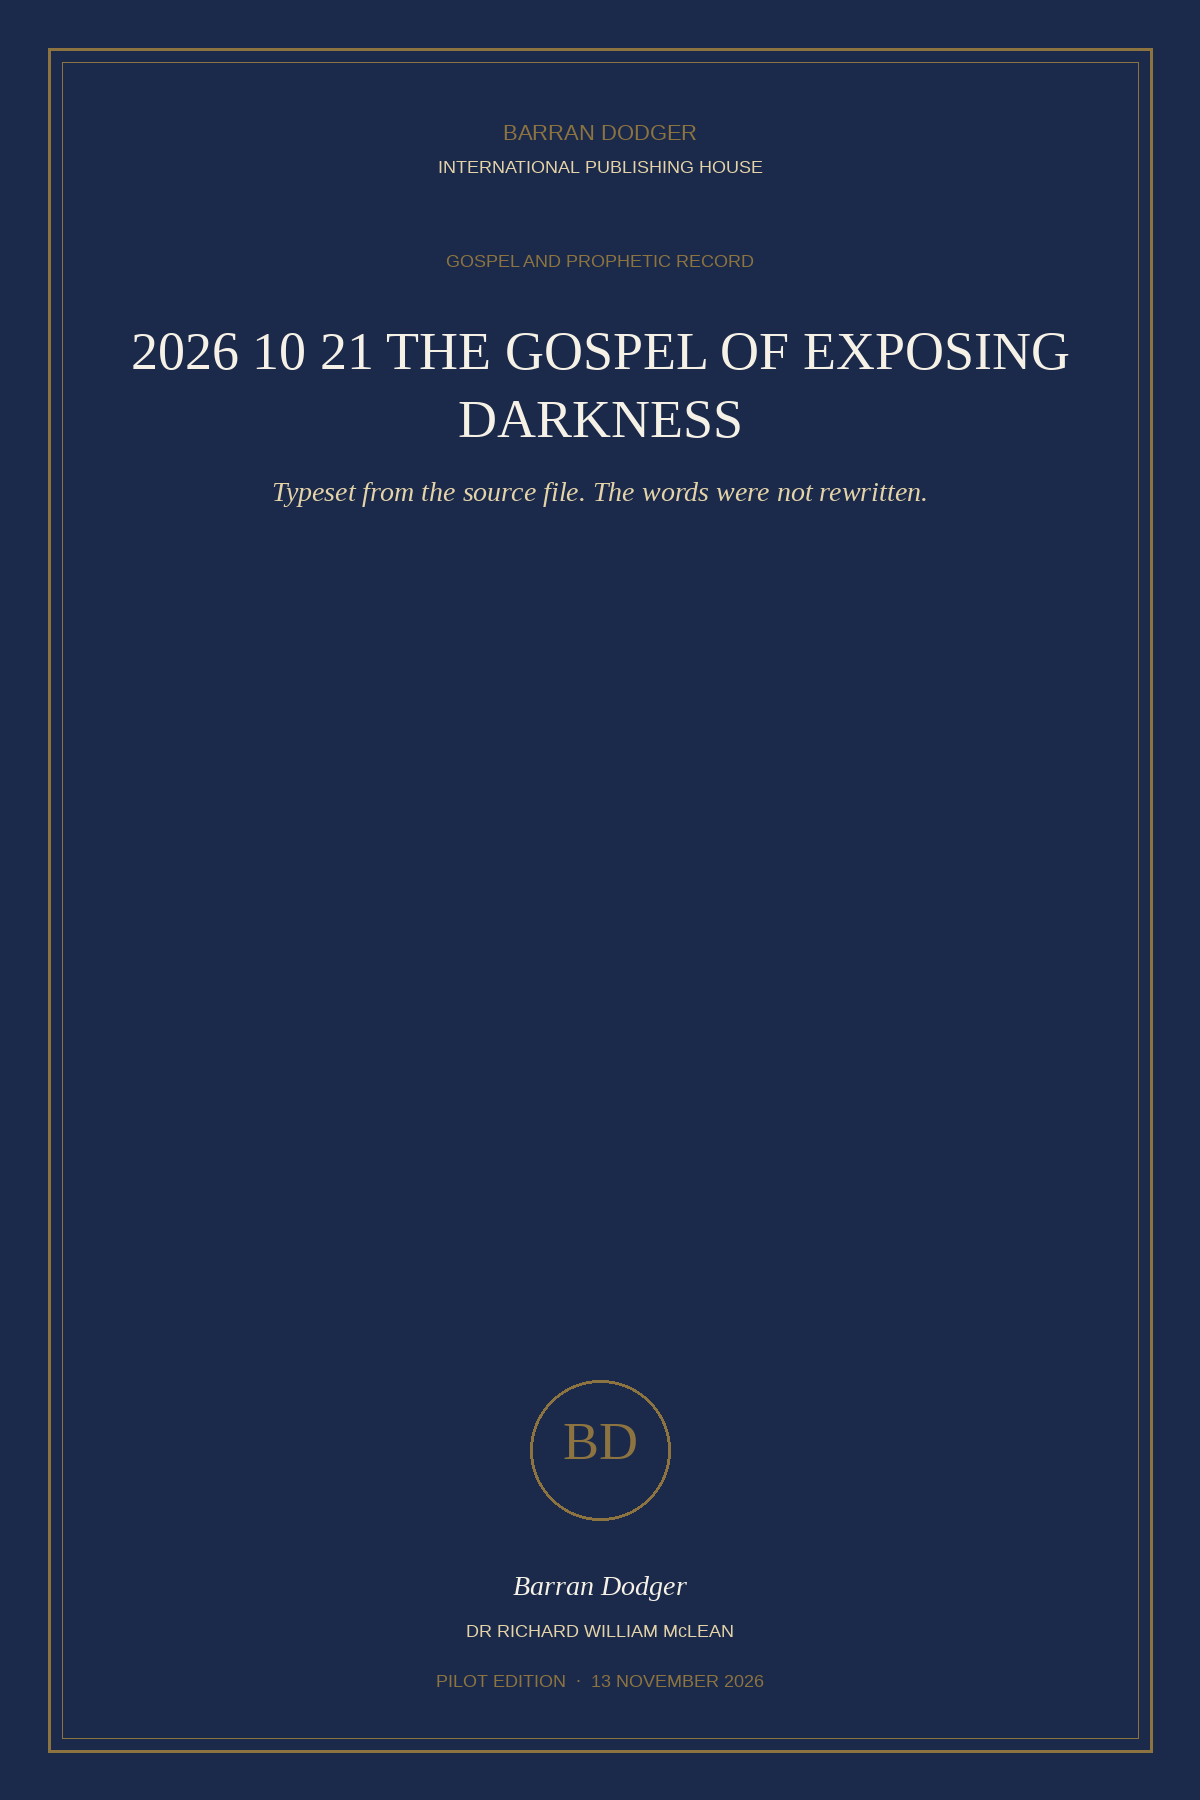 BARRAN DODGER
INTERNATIONAL PUBLISHING HOUSE
GOSPEL AND PROPHETIC RECORD
2026 10 21 THE GOSPEL OF EXPOSING
DARKNESS
Typeset from the source file. The words were not rewritten.
BD
Barran Dodger
DR RICHARD WILLIAM McLEAN
PILOT EDITION · 13 NOVEMBER 2026